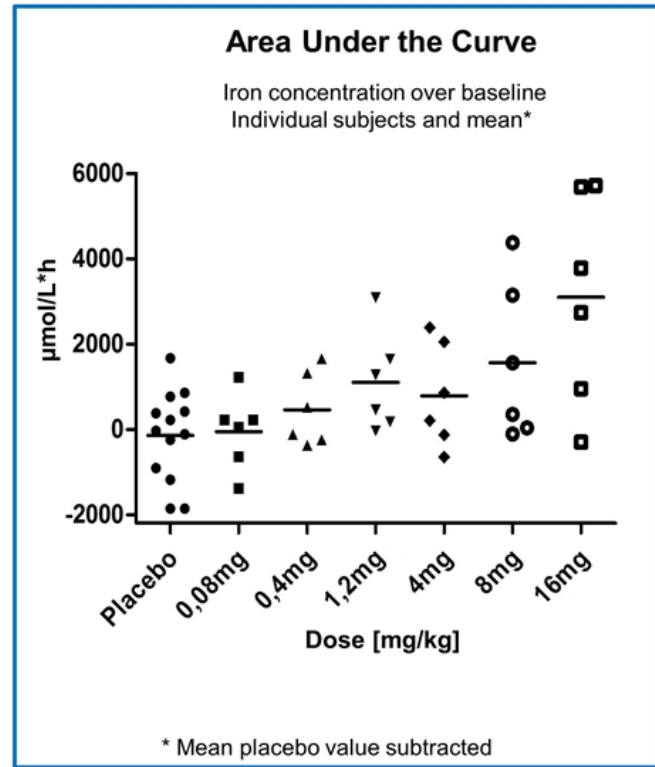 Area Under the Curve
Iron concentration over baseline
Individual subjects and mean*
6000
4000
2000
0
-2000
µmol/L*h
Placebo
0,08mg
0,4mg
1,2mg
4mg
8mg
16mg
Dose [mg/kg]
* Mean placebo value subtracted